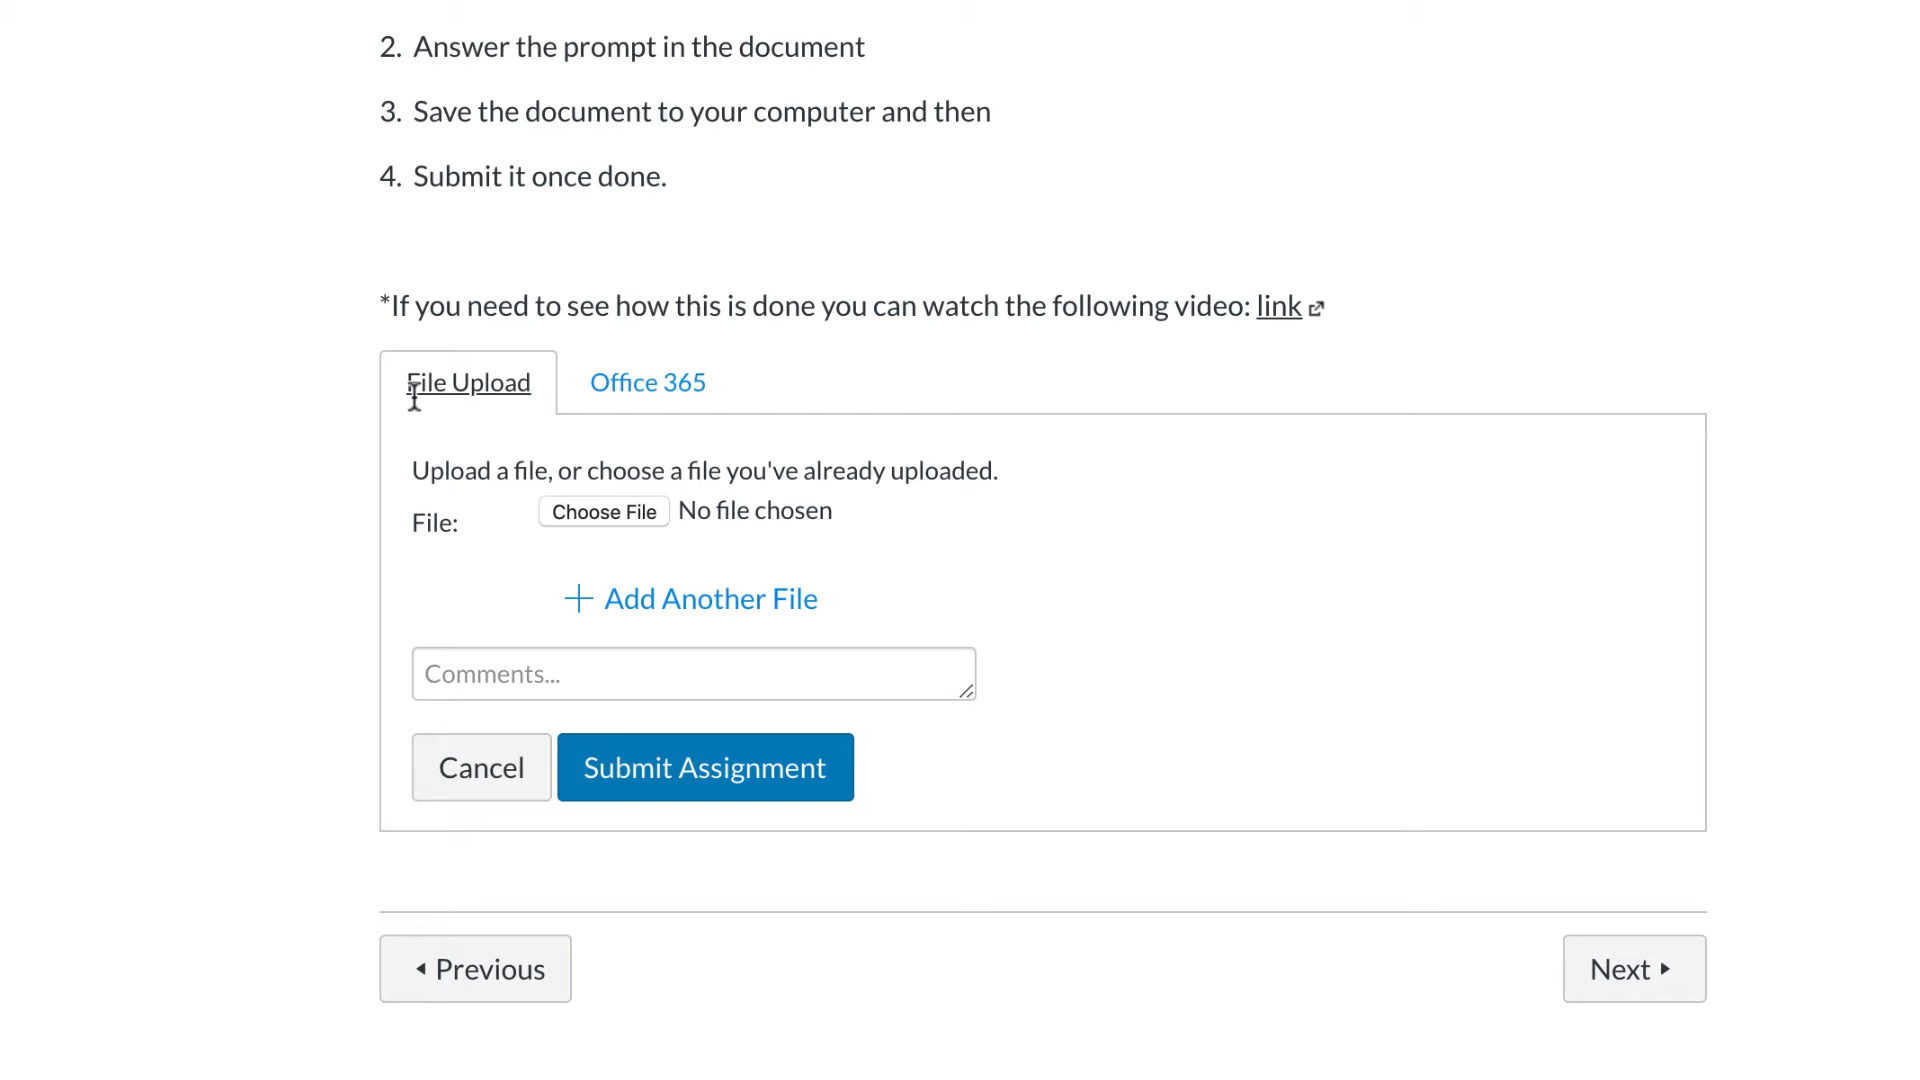 2. Answer the prompt in the document
3. Save the document to your computer and then
4. Submit it once done.
*If you need to see how this is done you can watch the following video: link
File Upload
Office 365
Upload a file, or choose a file you've already uploaded.
File:
Choose File No file chosen
Add Another File
Comments...
Cancel
Submit Assignment
Previous
Next